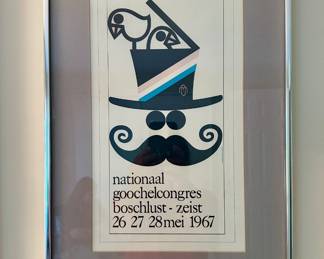 nationaal
goochelcongres
boschlust - zeist
26 27 28 mei 1967